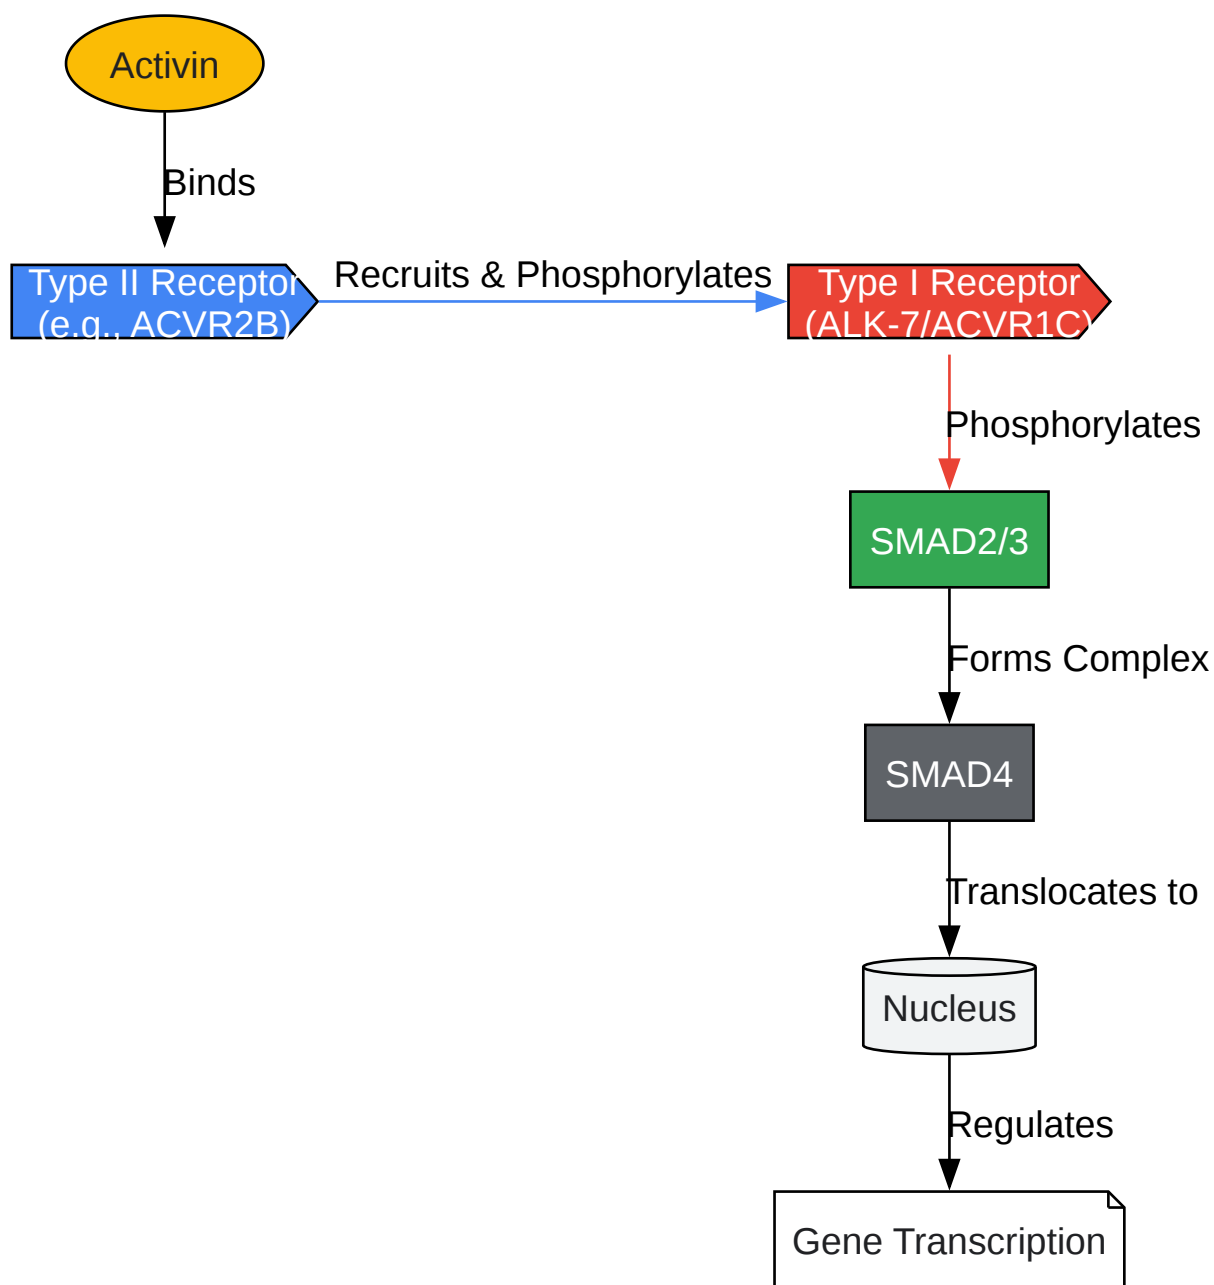 Activin
Binds
Type II Receptor
(e.g., ACVR2B)
Recruits & Phosphorylates
Type I Receptor
(ALK-7/ACVR1C)
Phosphorylates
SMAD2/3
Forms Complex
SMAD4
Translocates to
Nucleus
Regulates
Gene Transcription